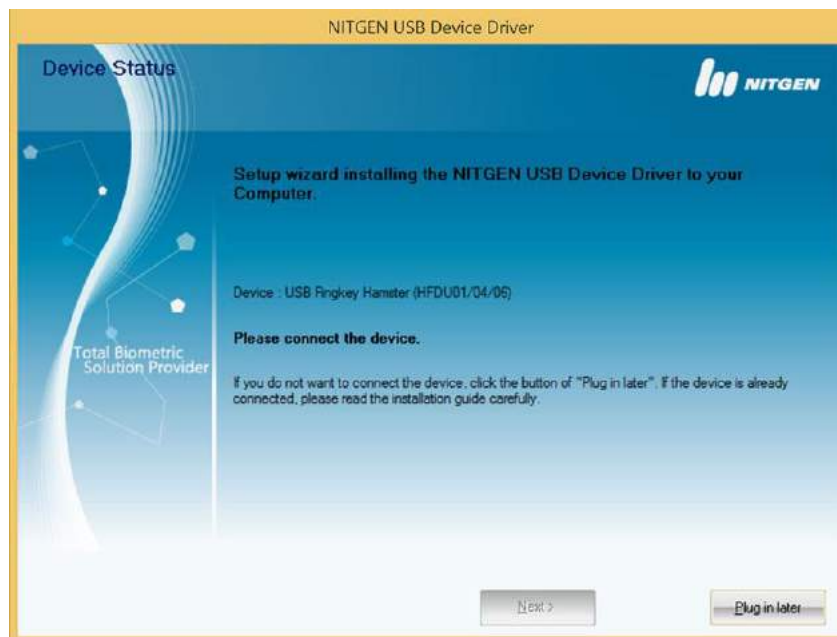 NITGEN USB Device Driver
Device Status
NITGEN
Setup wizard installing the NITGEN USB Device Driver to your
Computer.
Device : USB Fingkey Hamster (HFDU01/04/06)
Please connect the device.
If you do not want to connect the device, click the button of "Plug in later". If the device is already
connected, please read the installation guide carefully.
Total Biometric
Solution Provider
Next >
Plug in later